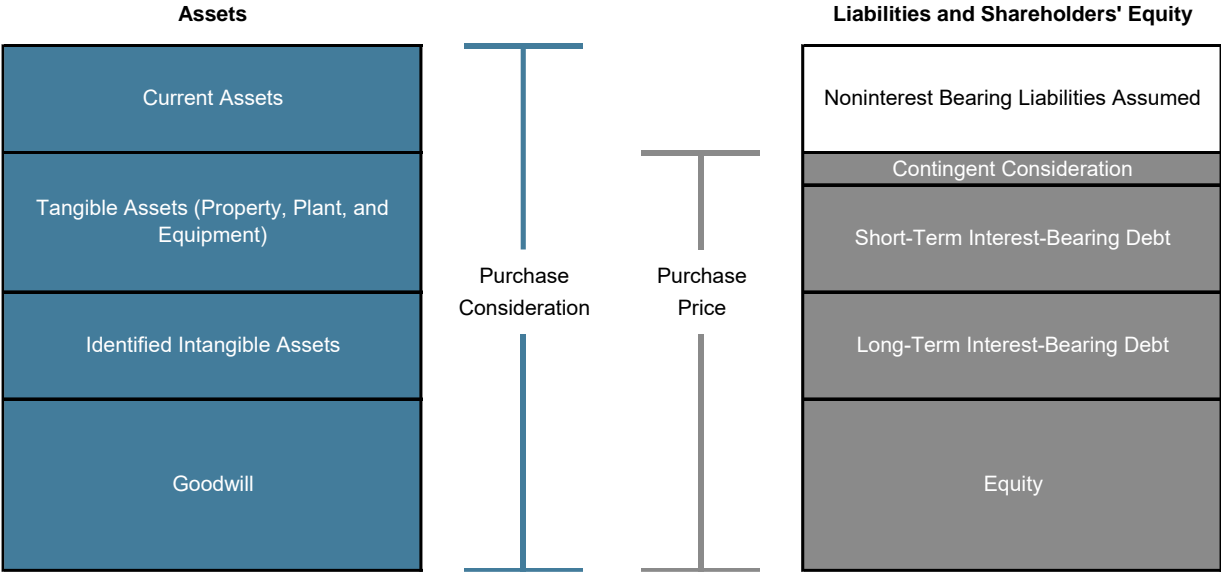 Assets
Liabilities and Shareholders' Equity
Current Assets
Tangible Assets (Property, Plant, and
Equipment)
Identified Intangible Assets
Goodwill
Purchase
Consideration
Purchase
Price
Noninterest Bearing Liabilities Assumed
Contingent Consideration
Short-Term Interest-Bearing Debt
Long-Term Interest-Bearing Debt
Equity